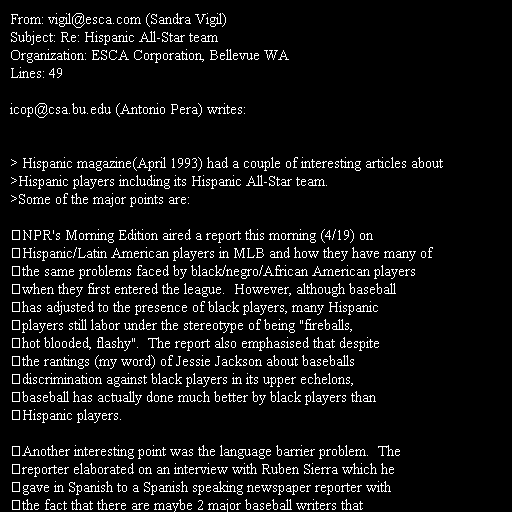 From: vigil@esca.com (Sandra Vigil)
Subject: Re: Hispanic All-Star team
Organization: ESCA Corporation, Bellevue WA
Lines: 49

icop@csa.bu.edu (Antonio Pera) writes:

> Hispanic magazine(April 1993) had a couple of interesting articles about
>Hispanic players including its Hispanic All-Star team.
>Some of the major points are:

□NPR's Morning Edition aired a report this morning (4/19) on
□Hispanic/Latin American players in MLB and how they have many of
□the same problems faced by black/negro/African American players
□when they first entered the league.  However, although baseball
□has adjusted to the presence of black players, many Hispanic
□players still labor under the stereotype of being "fireballs,
□hot blooded, flashy".  The report also emphasised that despite
□the rantings (my word) of Jessie Jackson about baseballs
□discrimination against black players in its upper echelons,
□baseball has actually done much better by black players than
□Hispanic players.

□Another interesting point was the language barrier problem.  The
□reporter elaborated on an interview with Ruben Sierra which he
□gave in Spanish to a Spanish speaking newspaper reporter with
□the fact that there are maybe 2 major baseball writers that